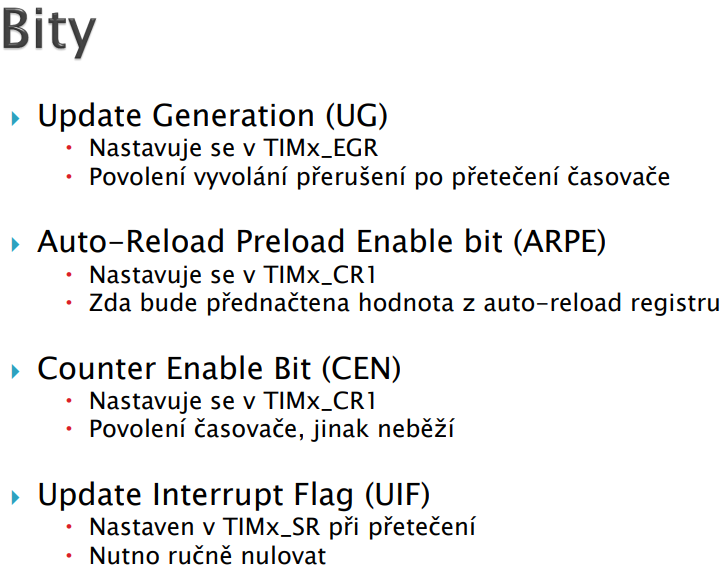 Bity
Update Generation (UG)
Nastavuje se v TIMx_EGR
Povolení vyvolání přerušení po přetečení časovače
Auto-Reload Preload Enable bit (ARPE)
Nastavuje se v TIMx_CR1
Zda bude přednačtena hodnota z auto-reload registru
Counter Enable Bit (CEN)
Nastavuje se v TIMx_CR1
Povolení časovače, jinak neběží
Update Interrupt Flag (UIF)
Nastaven v TIMx_SR při přetečení
Nutno ručně nulovat